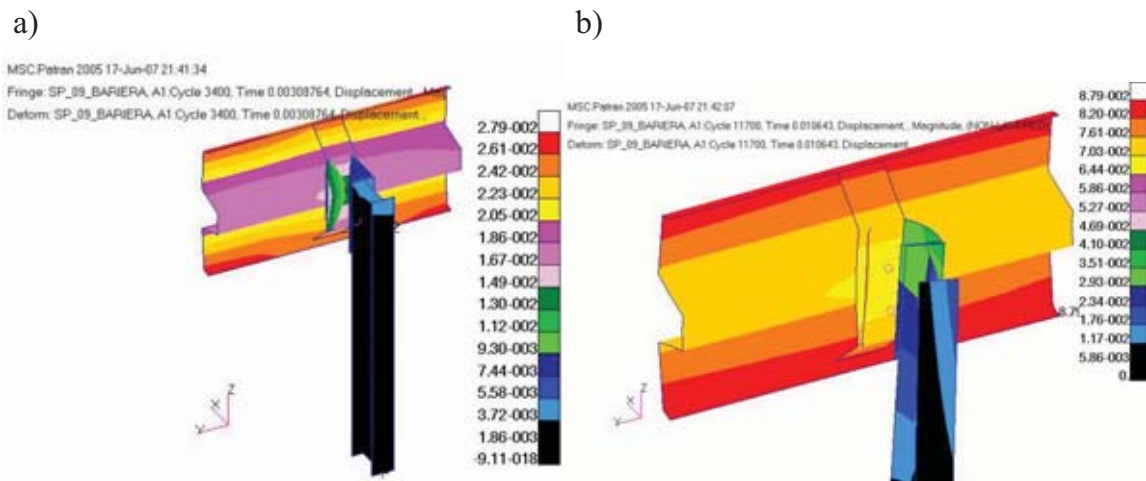 a)
b)
MSC.Patran 2005 17-Jun-07 21:41:34
Fringe: SP_09_BARIERA, A1:Cycle 3400, Time 0.00308764, Displacement,
Deform: SP_09_BARIERA, A1:Cycle 3400, Time 0.00308764, Displacement,
2.79-002
2.61-002
2.42-002
2.23-002
2.05-002
1.86-002
1.67-002
1.49-002
1.30-002
1.12-002
9.30-003
7.44-003
5.58-003
3.72-003
1.86-003
-9.11-018
Z
X
Y
MSC.Patran 2005 17-Jun-07 21:42:07
Fringe: SP_09_BARIERA, A1:Cycle 11700, Time 0.010643, Displacement, Magnitude,
Deform: SP_09_BARIERA, A1:Cycle 11700, Time 0.010643, Displacement,
8.79-002
8.20-002
7.61-002
7.03-002
6.44-002
5.86-002
5.27-002
4.69-002
4.10-002
3.51-002
2.93-002
2.34-002
1.76-002
1.17-002
5.86-003
0.
Z
X
Y